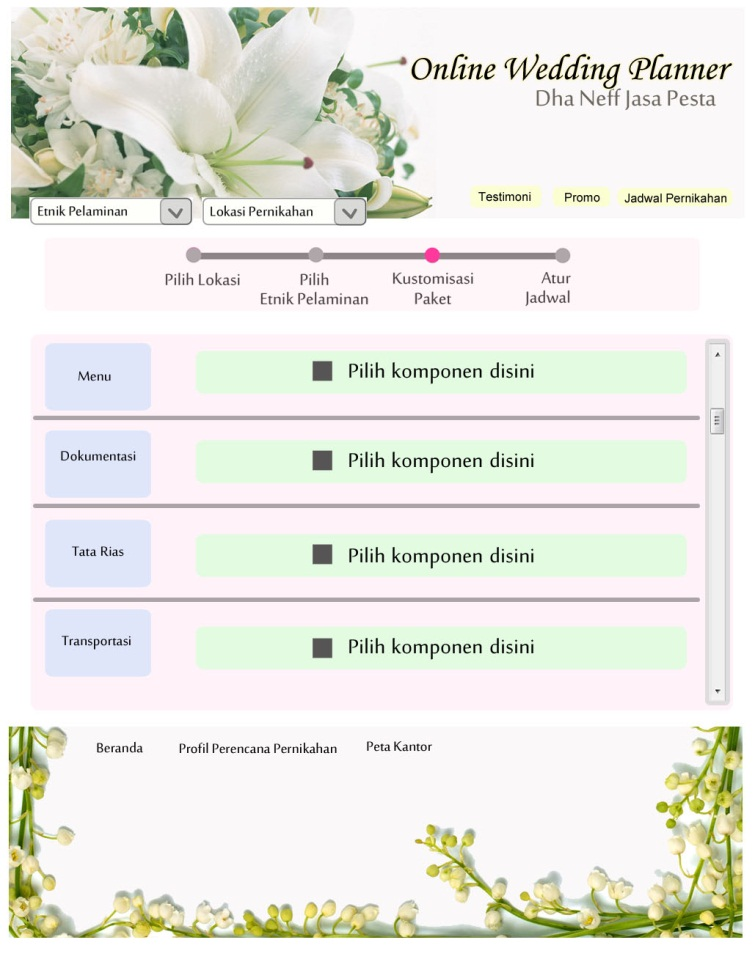 Online Wedding Planner
Dha Neff Jasa Pesta
Testimoni
Promo
Jadwal Pernikahan
Etnik Pelaminan
Lokasi Pernikahan
Pilih Lokasi
Pilih
Etnik Pelaminan
Kustomisasi
Paket
Atur
Jadwal
Menu
Pilih komponen disini
Dokumentasi
Pilih komponen disini
Tata Rias
Pilih komponen disini
Transportasi
Pilih komponen disini
Beranda
Profil Perencana Pernikahan
Peta Kantor